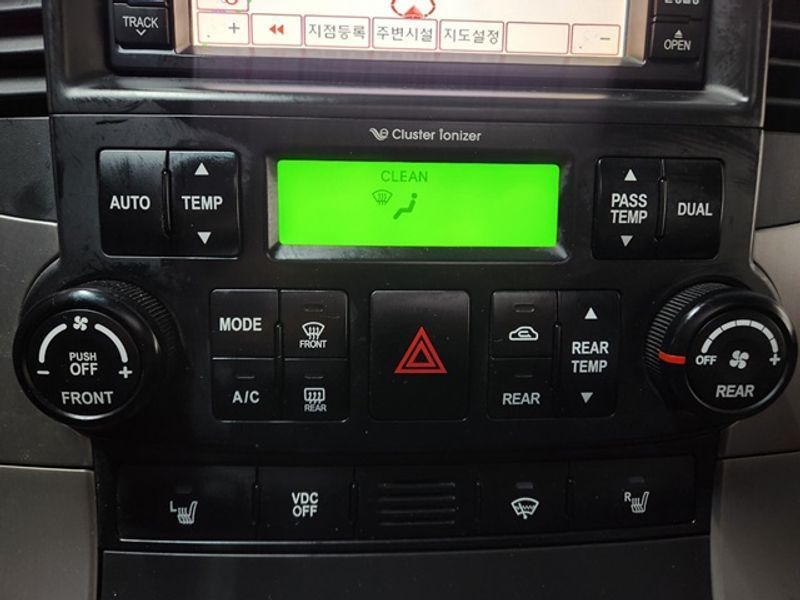 TRACK
+
지점등록
주변시설
지도설정
-
OPEN
Cluster Ionizer
AUTO
TEMP
CLEAN
PASS
TEMP
DUAL
PUSH
OFF
- +
FRONT
MODE
FRONT
A/C
REAR
REAR
TEMP
REAR
OFF
+
REAR
L
VDC
OFF
R